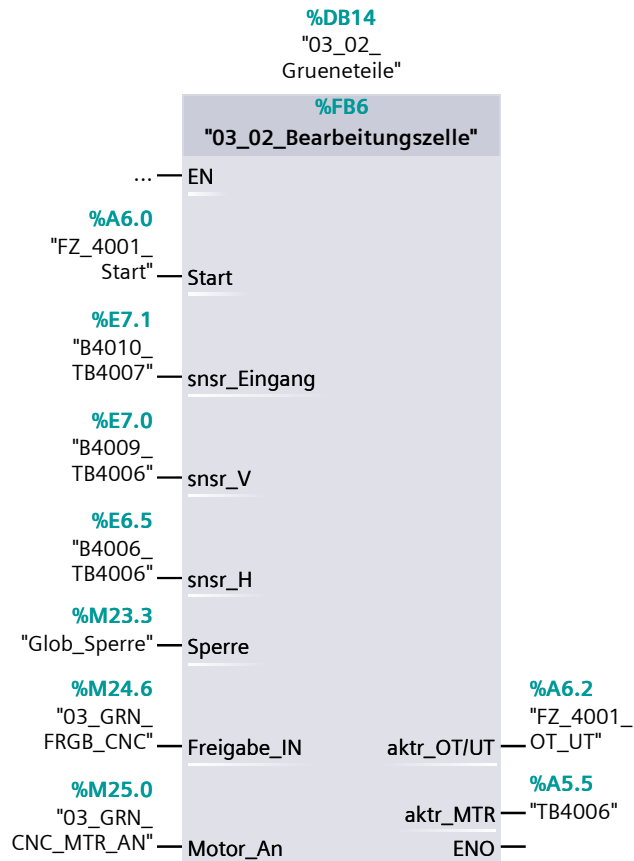 %DB14
"03_02_
Grueneteile"
%FB6
"03_02_Bearbeitungszelle"
... EN
%A6.0
"FZ_4001_
Start" Start
%E7.1
"B4010_
TB4007" snsr_Eingang
%E7.0
"B4009_
TB4006" snsr_V
%E6.5
"B4006_
TB4006" snsr_H
%M23.3
"Glob_Sperre" Sperre
%M24.6 %A6.2
"03_GRN_ "FZ_4001_
FRGB_CNC" Freigabe_IN aktr_OT/UT OT_UT"
%M25.0 %A5.5
"03_GRN_ aktr_MTR "TB4006"
CNC_MTR_AN" Motor_An ENO